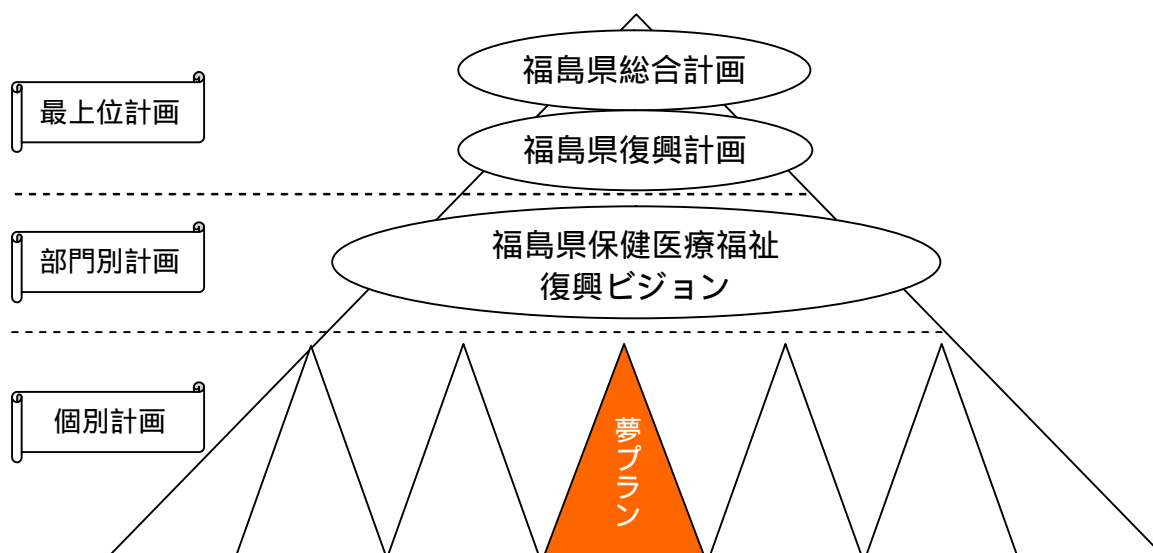 福島県総合計画
最上位計画
福島県復興計画
福島県保健医療福祉
復興ビジョン
部門別計画
個別計画
夢プラン